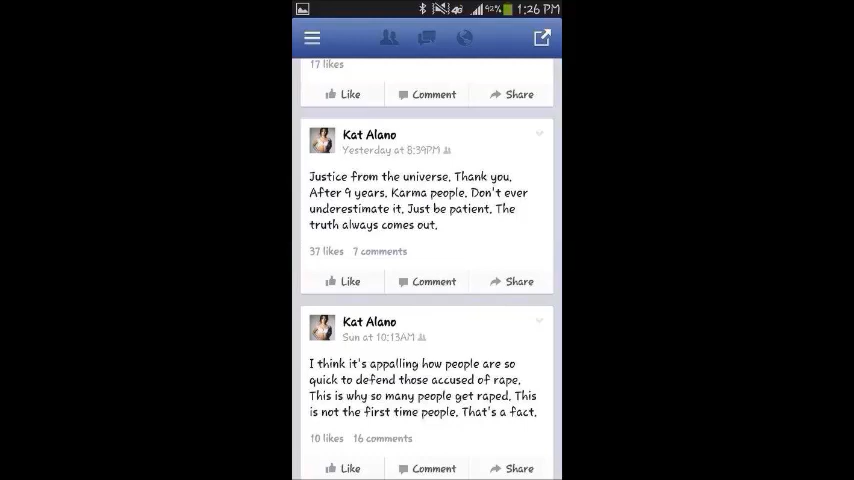 92% 1:26 PM
17 likes
Like Comment Share
Kat Alano
Yesterday at 8:39PM
Justice from the universe. Thank you.
After 9 years. Karma people. Don't ever
underestimate it. Just be patient. The
truth always comes out.
37 likes 7 comments
Like Comment Share
Kat Alano
Sun at 10:13AM
I think it's appalling how people are so
quick to defend those accused of rape.
This is why so many people get raped. This
is not the first time people. That's a fact.
10 likes 16 comments
Like Comment Share